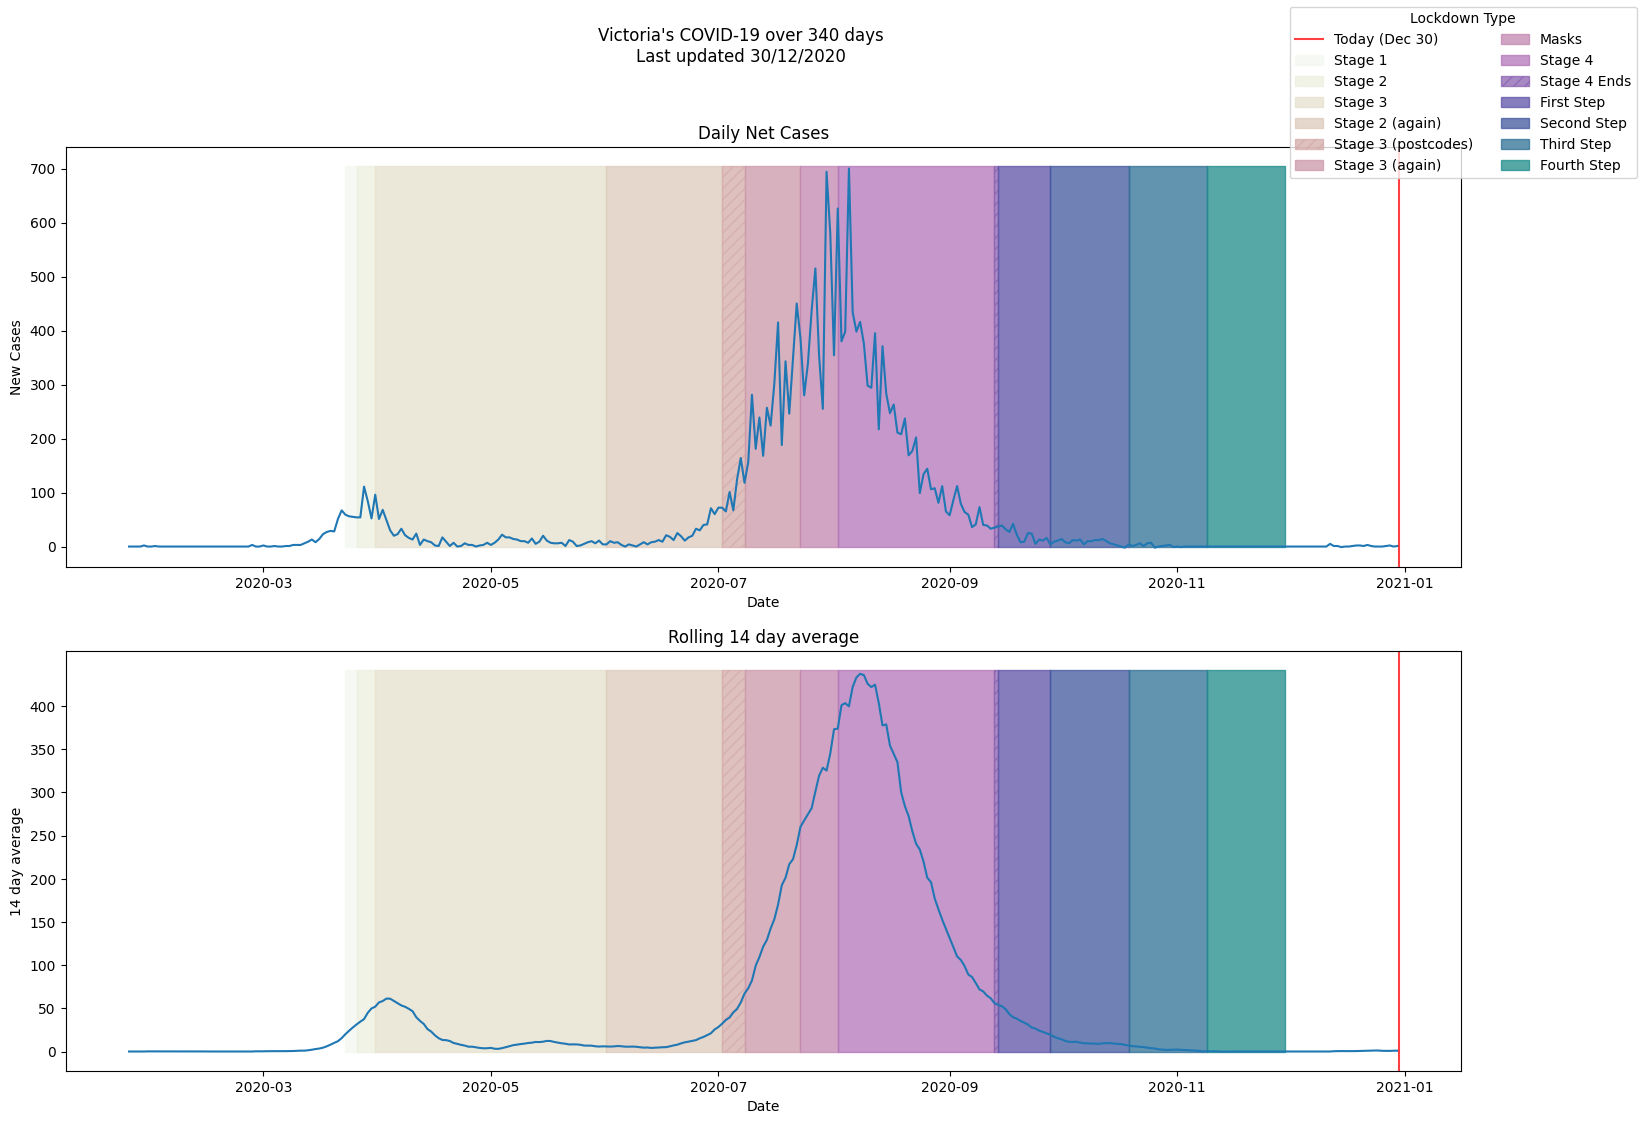 Victoria's COVID-19 over 340 days
Last updated 30/12/2020
Lockdown Type
Today (Dec 30)
Stage 1
Stage 2
Stage 3
Stage 2 (again)
Stage 3 (postcodes)
Stage 3 (again)
Masks
Stage 4
Stage 4 Ends
First Step
Second Step
Third Step
Fourth Step
Daily Net Cases
New Cases
700
600
500
400
300
200
100
0
2020-03 2020-05 2020-07 2020-09 2020-11 2021-01
Date
Rolling 14 day average
14 day average
400
350
300
250
200
150
100
50
0
2020-03 2020-05 2020-07 2020-09 2020-11 2021-01
Date